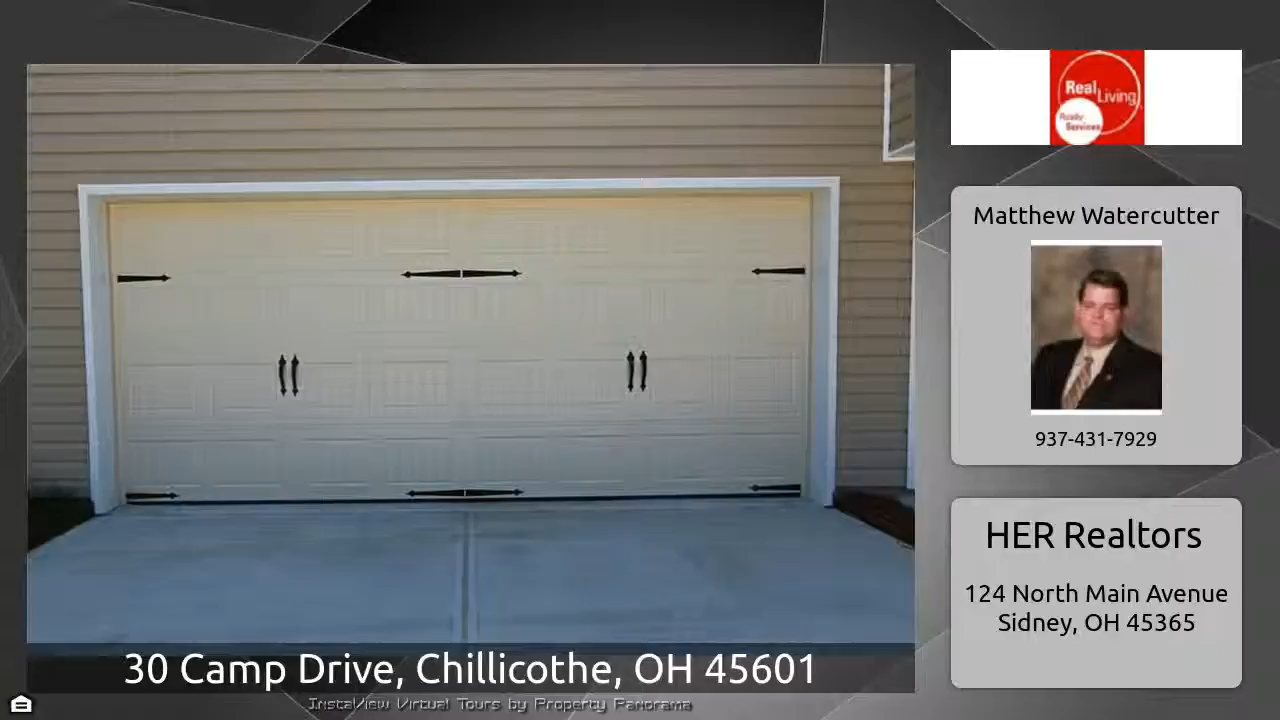 Real
Living
Realty
Services
Matthew Watercutter
937-431-7929
HER Realtors
124 North Main Avenue
Sidney, OH 45365
30 Camp Drive, Chillicothe, OH 45601
InstaView Virtual Tours by Property Panorama